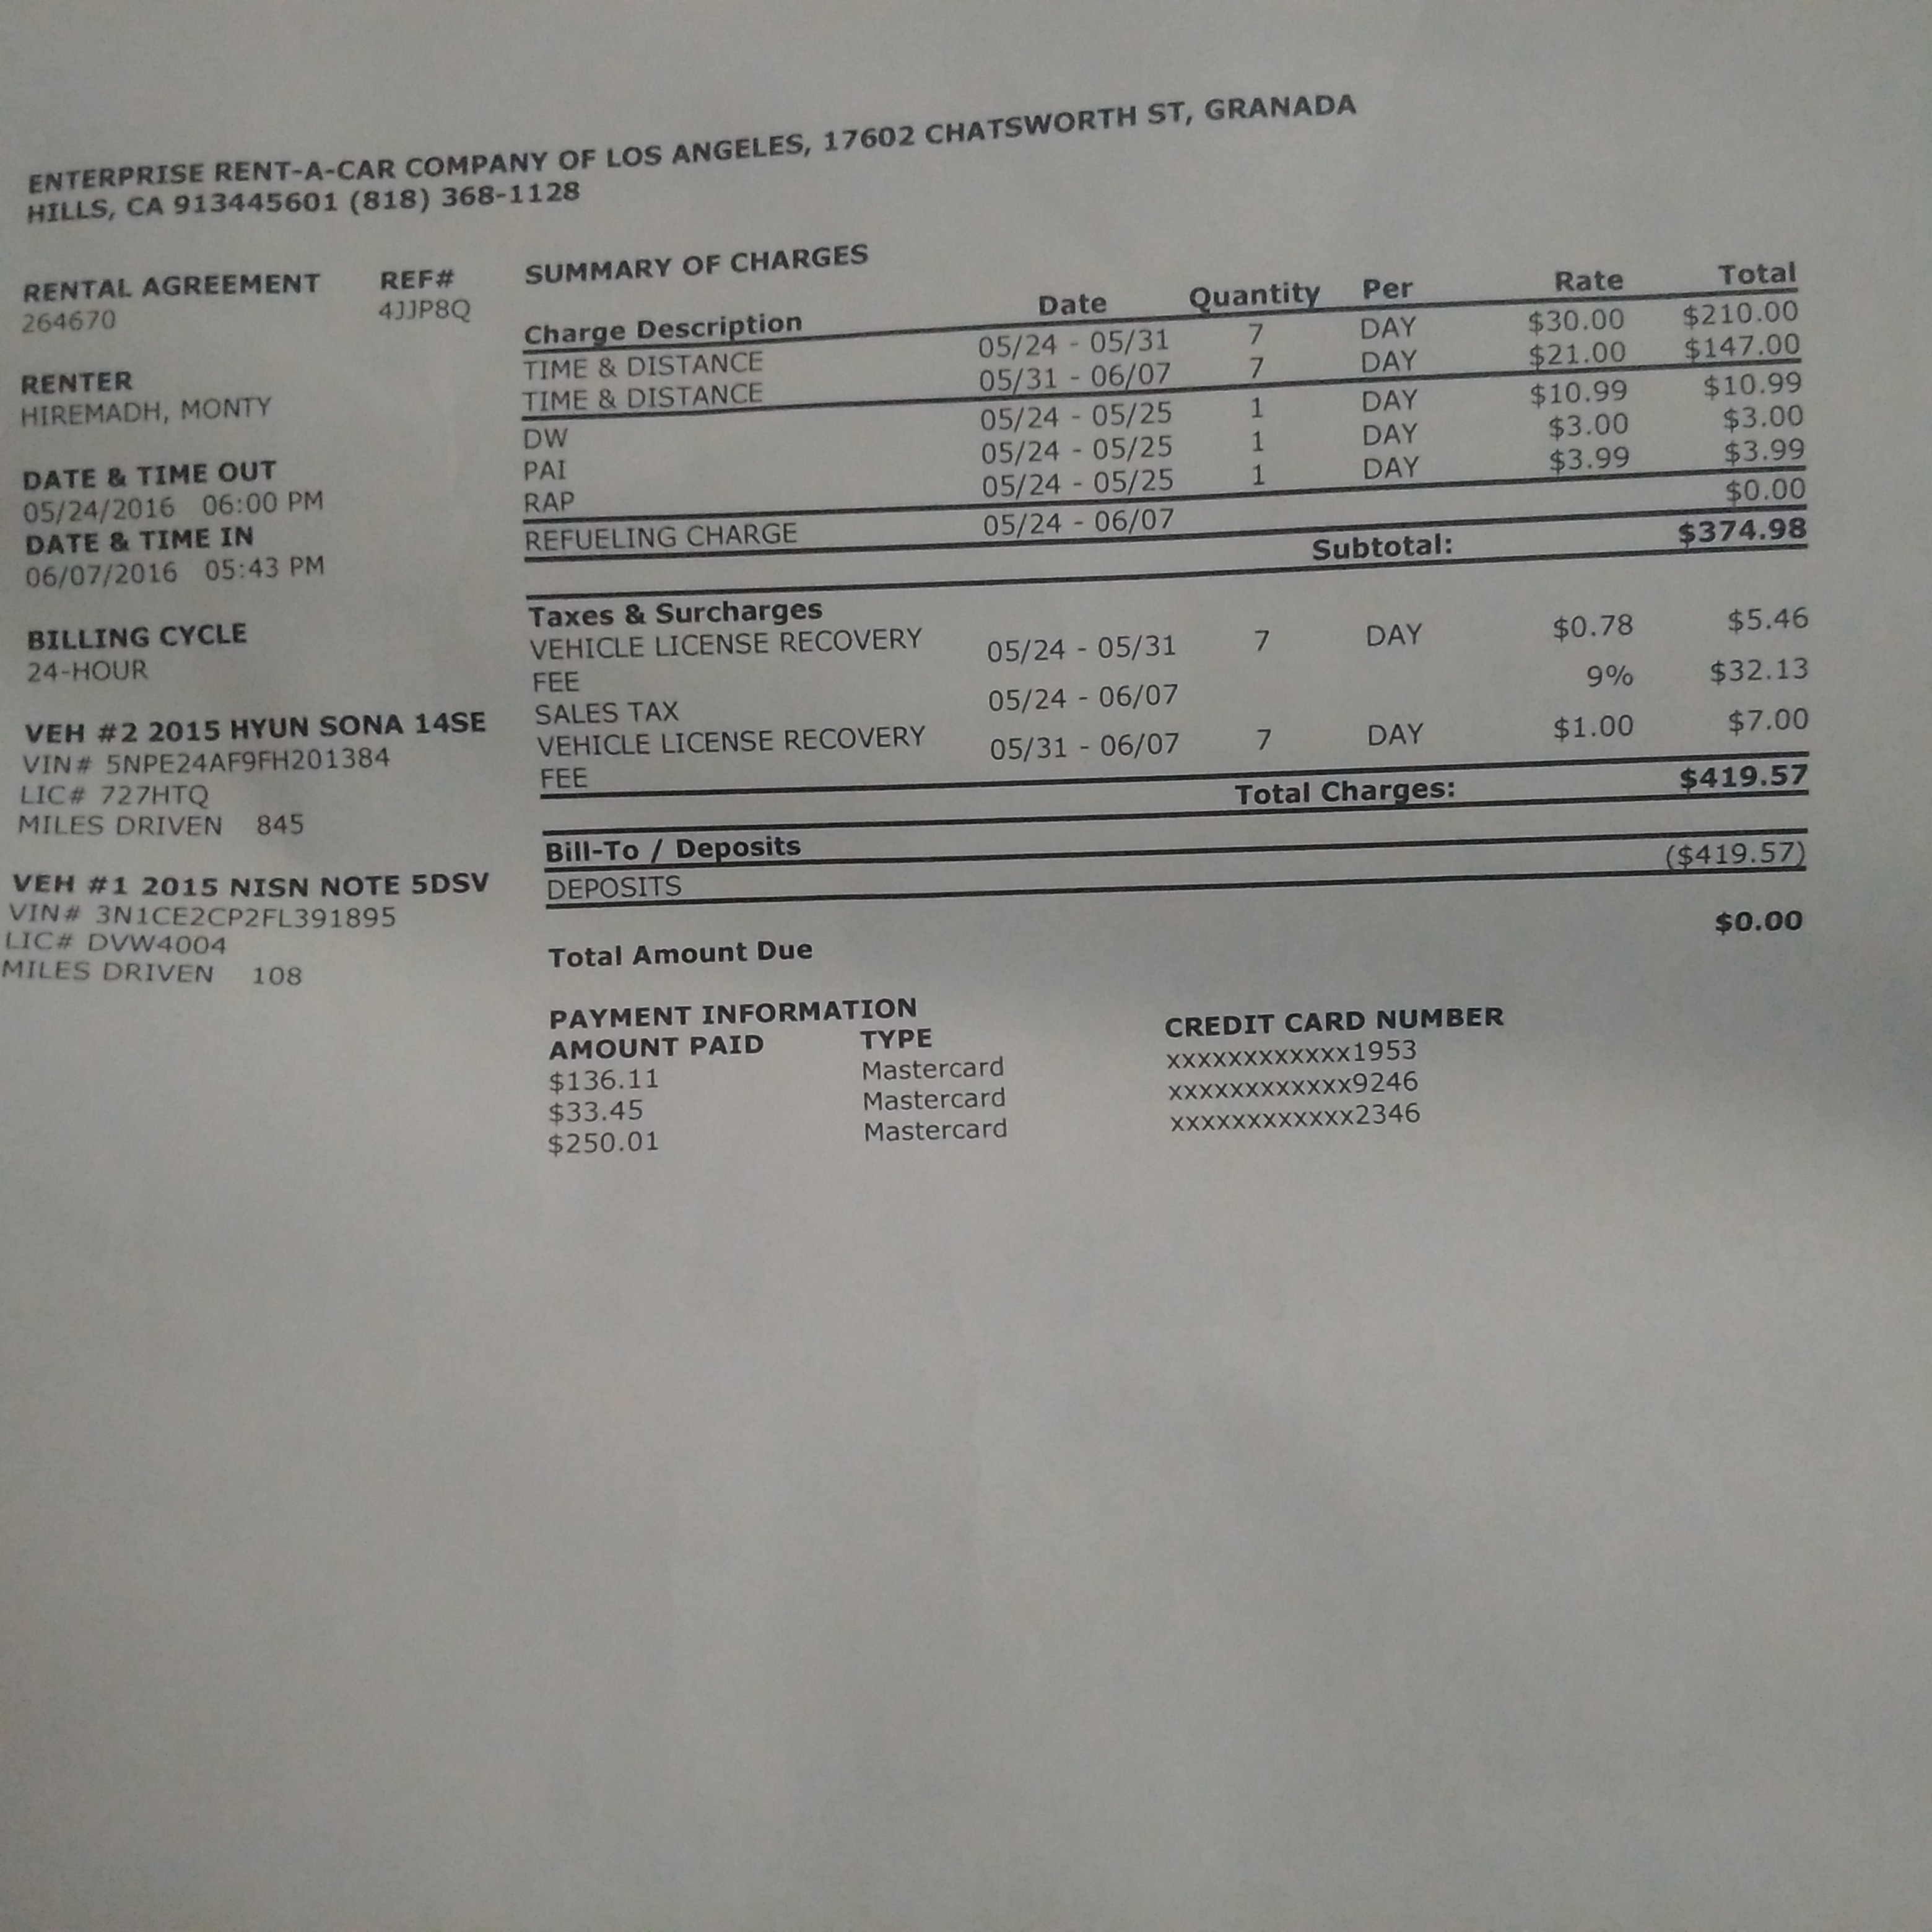 ENTERPRISE RENT-A-CAR COMPANY OF LOS ANGELES, 17602 CHATSWORTH ST, GRANADA
HILLS, CA 913445601 (818) 368-1128
RENTAL AGREEMENT REF#
264670 4JJP8Q
RENTER
HIREMADH, MONTY
DATE & TIME OUT
05/24/2016 06:00 PM
DATE & TIME IN
06/07/2016 05:43 PM
BILLING CYCLE
24-HOUR
VEH #2 2015 HYUN SONA 14SE
VIN# 5NPE24AF9FH201384
LIC# 727HTQ
MILES DRIVEN 845
VEH #1 2015 NISN NOTE 5DSV
VIN# 3N1CE2CP2FL391895
LIC# DVW4004
MILES DRIVEN 108
SUMMARY OF CHARGES
Charge Description Date Quantity Per Rate Total
TIME & DISTANCE 05/24 - 05/31 7 DAY $30.00 $210.00
TIME & DISTANCE 05/31 - 06/07 7 DAY $21.00 $147.00
DW 05/24 - 05/25 1 DAY $10.99 $10.99
PAI 05/24 - 05/25 1 DAY $3.00 $3.00
RAP 05/24 - 05/25 1 DAY $3.99 $3.99
REFUELING CHARGE 05/24 - 06/07 $0.00
Subtotal: $374.98
Taxes & Surcharges
VEHICLE LICENSE RECOVERY 05/24 - 05/31 7 DAY $0.78 $5.46
FEE
SALES TAX 05/24 - 06/07 9% $32.13
VEHICLE LICENSE RECOVERY 05/31 - 06/07 7 DAY $1.00 $7.00
FEE
Total Charges: $419.57
Bill-To / Deposits
DEPOSITS ($419.57)
Total Amount Due $0.00
PAYMENT INFORMATION
AMOUNT PAID TYPE CREDIT CARD NUMBER
$136.11 Mastercard xxxxxxxxxxxx1953
$33.45 Mastercard xxxxxxxxxxxx9246
$250.01 Mastercard xxxxxxxxxxxx2346